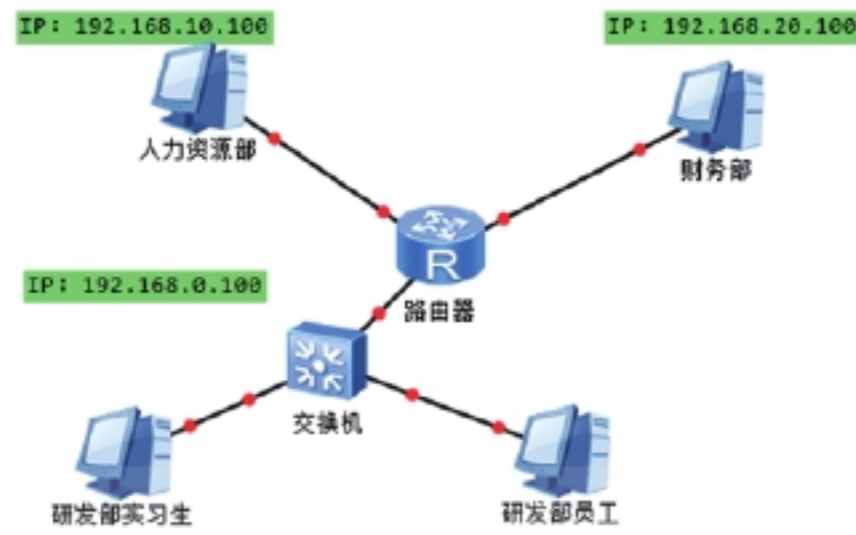 IP: 192.168.10.100
IP: 192.168.20.100
人力资源部
财务部
R
IP: 192.168.0.100
路由器
交换机
研发部实习生
研发部员工